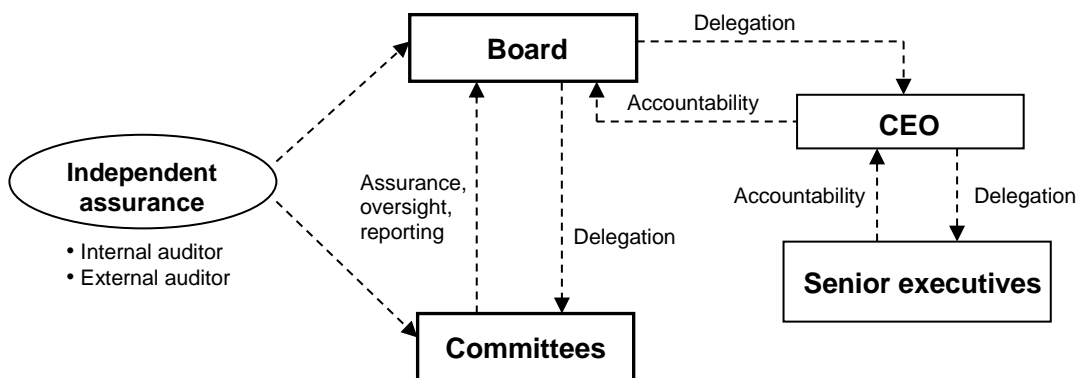 Board
Delegation
Accountability
CEO
Independent
assurance
• Internal auditor
• External auditor
Assurance,
oversight,
reporting
Delegation
Accountability
Delegation
Senior executives
Committees